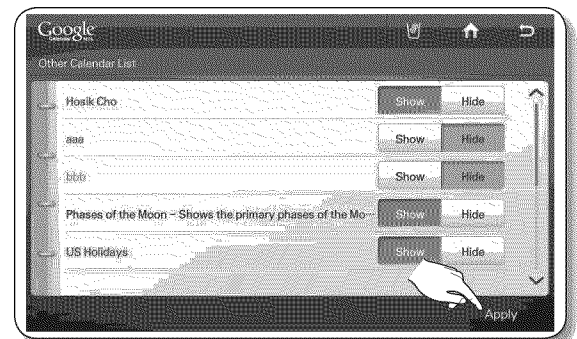 Google
Calendar BETA
Other Calendar List
Hosik Cho Show Hide
aaa Show Hide
bbb Show Hide
Phases of the Moon – Shows the primary phases of the Mo··· Show Hide
US Holidays Show Hide
Apply